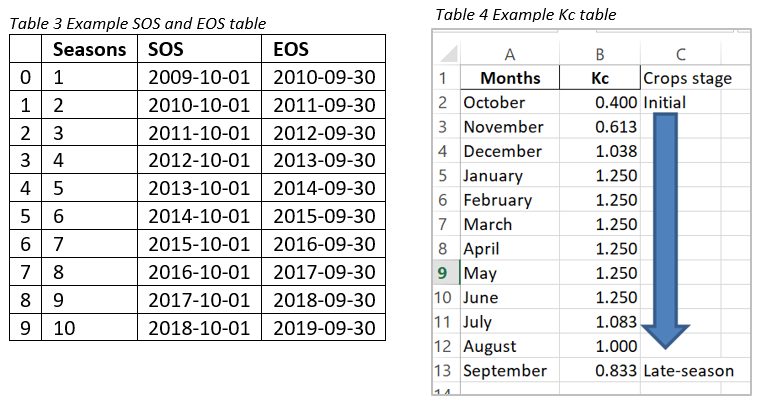 Table 3 Example SOS and EOS table
Seasons SOS EOS
0 1 2009-10-01 2010-09-30
1 2 2010-10-01 2011-09-30
2 3 2011-10-01 2012-09-30
3 4 2012-10-01 2013-09-30
4 5 2013-10-01 2014-09-30
5 6 2014-10-01 2015-09-30
6 7 2015-10-01 2016-09-30
7 8 2016-10-01 2017-09-30
8 9 2017-10-01 2018-09-30
9 10 2018-10-01 2019-09-30
Table 4 Example Kc table
A B C
1 Months Kc Crops stage
2 October 0.400 Initial
3 November 0.613
4 December 1.038
5 January 1.250
6 February 1.250
7 March 1.250
8 April 1.250
9 May 1.250
10 June 1.250
11 July 1.083
12 August 1.000
13 September 0.833 Late-season